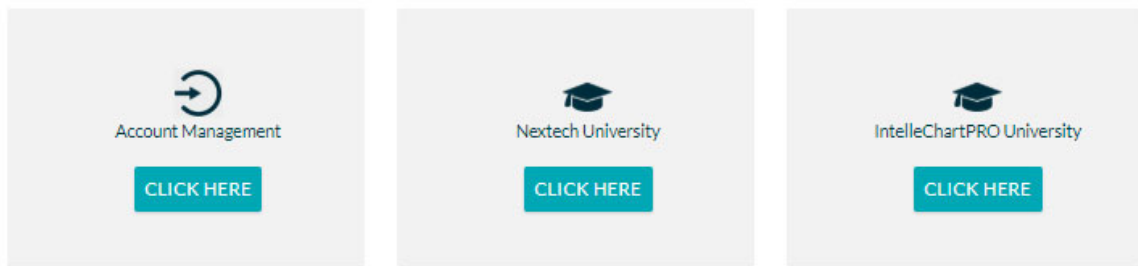 Account Management
CLICK HERE
Nextech University
CLICK HERE
IntelleChartPRO University
CLICK HERE